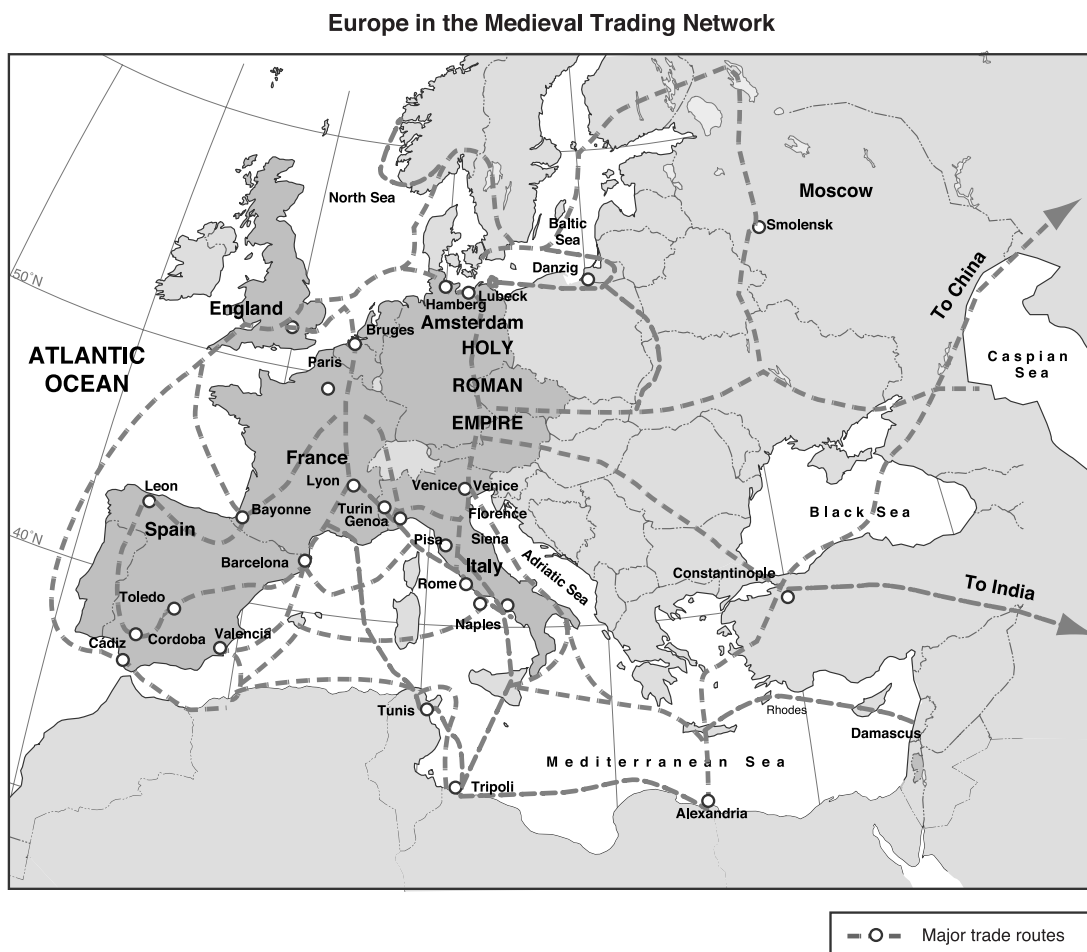 Europe in the Medieval Trading Network
North Sea
Moscow
Smolensk
Baltic
Sea
Danzig
To China
50°N
Hamberg
Lubeck
England
Amsterdam
Bruges
HOLY
ROMAN
EMPIRE
Paris
ATLANTIC
OCEAN
Caspian
Sea
France
Lyon
Venice
Venice
Leon
Bayonne
Turin
Genoa
Florence
Black Sea
Spain
40°N
Pisa
Siena
Barcelona
Italy
Adriatic Sea
Rome
Constantinople
To India
Toledo
Naples
Cádiz
Cordoba
Valencia
Tunis
Rhodes
Damascus
Mediterranean Sea
Tripoli
Alexandria
Major trade routes